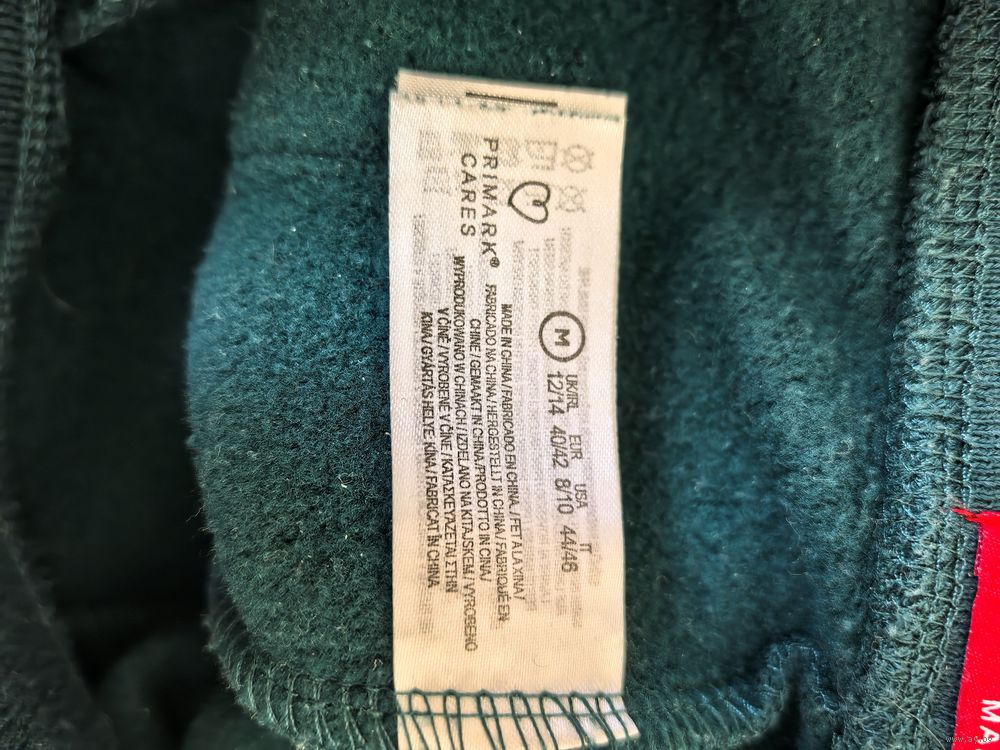 PRIMARK®
CARES
M
UK/IRL EUR USA IT
12/14 40/42 8/10 44/46
MADE IN CHINA / FABRICADO EN CHINA. / FET A LA XINA /
FABRICADO NA CHINA / HERGESTELLT IN CHINA / FABRIQUÉ EN
CHINE / GEMAAKT IN CHINA / PRODOTTO IN CINA /
WYPRODUKOWANO W CHINACH / IZDELANO NA KITAJSKEM / VYROBENO
V ČÍNĚ / VYROBENÉ V ČÍNE / ΚΑΤΑΣΚΕΥΑΖΕΤΑΙ ΣΤΗΝ
ΚΙΝΑ / GYÁRTÁS HELYE: KÍNA / FABRICAT ÎN CHINA
MA